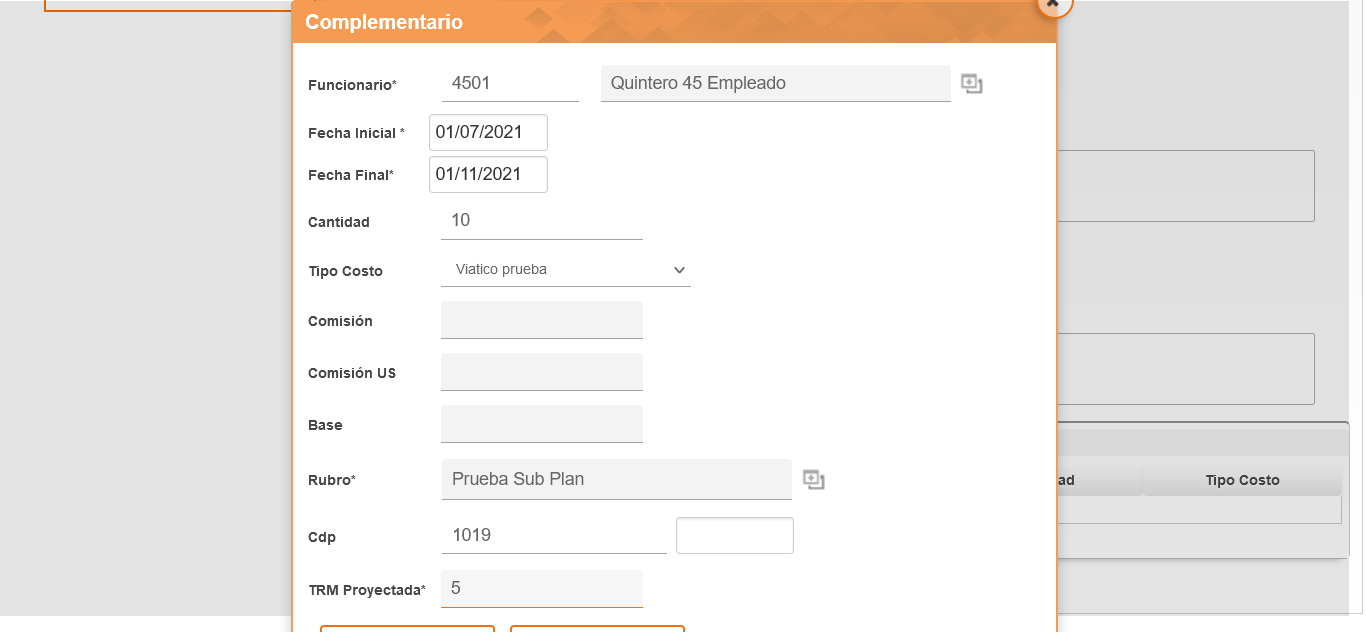 Complementario
Funcionario* 4501 Quintero 45 Empleado
Fecha Inicial * 01/07/2021
Fecha Final* 01/11/2021
Cantidad 10
Tipo Costo Viatico prueba
Comisión
Comisión US
Base
Rubro* Prueba Sub Plan
ad Tipo Costo
Cdp 1019
TRM Proyectada* 5